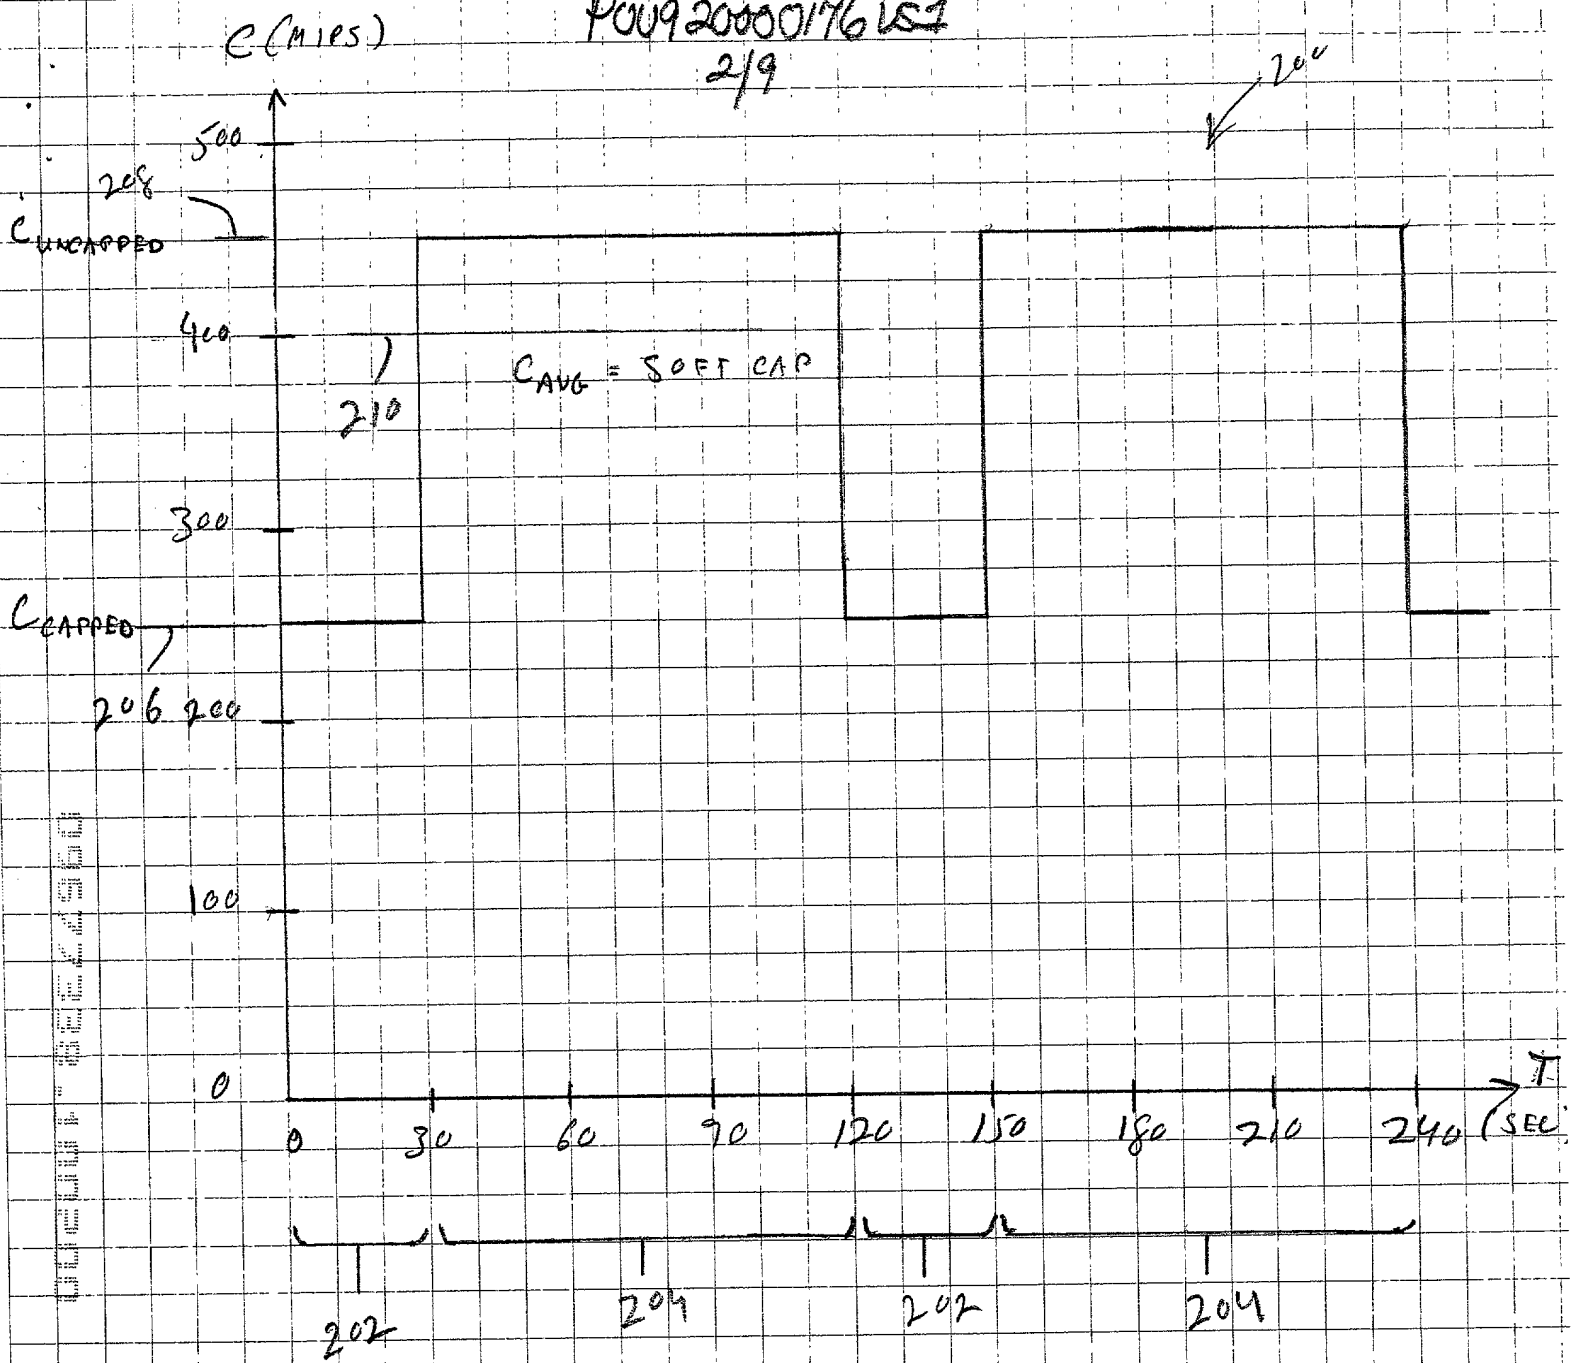 C (MIPS)
POU920000176US1
2/9
200
500
208
C UNCAPPED
400
C AVG = SOFT CAP
210
300
C CAPPED
206 200
100
0
T
0 30 60 90 120 150 180 210 240 (SEC)
202 204 202 204